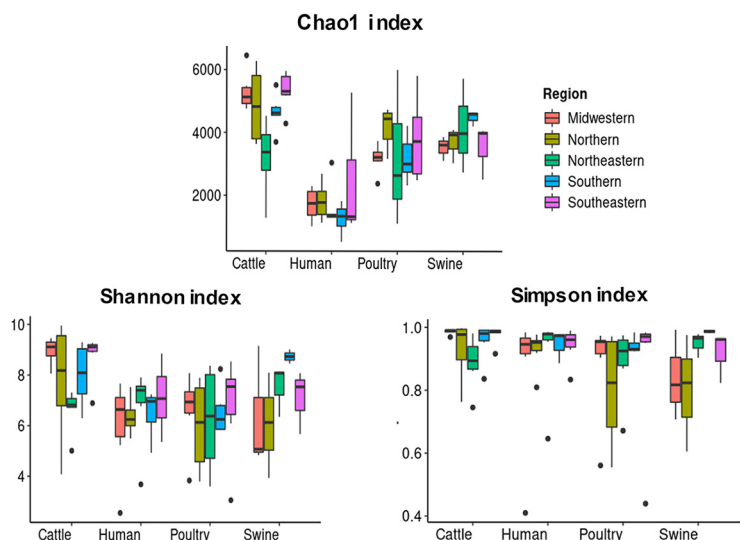 Chao1 index
6000
4000
2000
Cattle Human Poultry Swine
Region
Midwestern
Northern
Northeastern
Southern
Southeastern
Shannon index
10
8
6
4
Cattle Human Poultry Swine
Simpson index
1.0
0.8
0.6
0.4
Cattle Human Poultry Swine